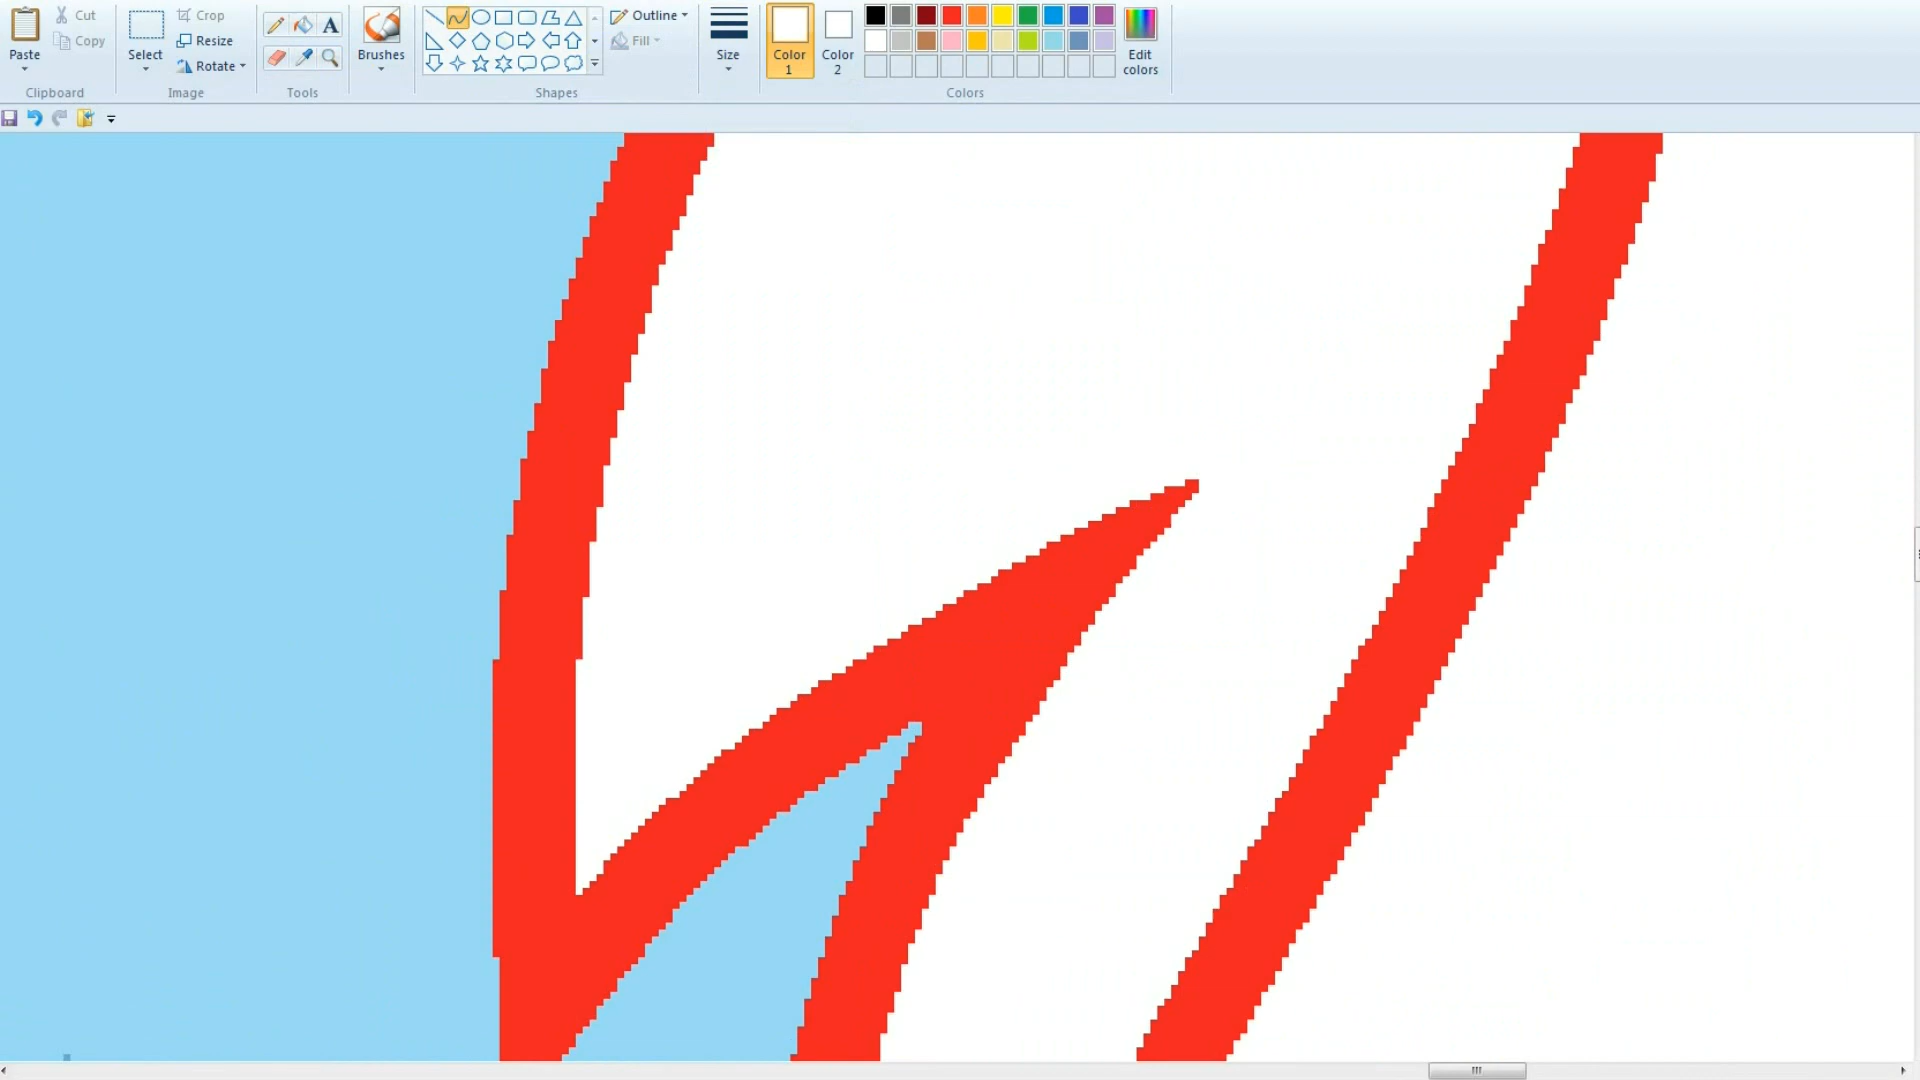 Paste
Cut
Copy
Clipboard
Select
Crop
Resize
Rotate
Image
A
Tools
Brushes
Shapes
Outline
Fill
Size
Color
1
Color
2
Colors
Edit
colors